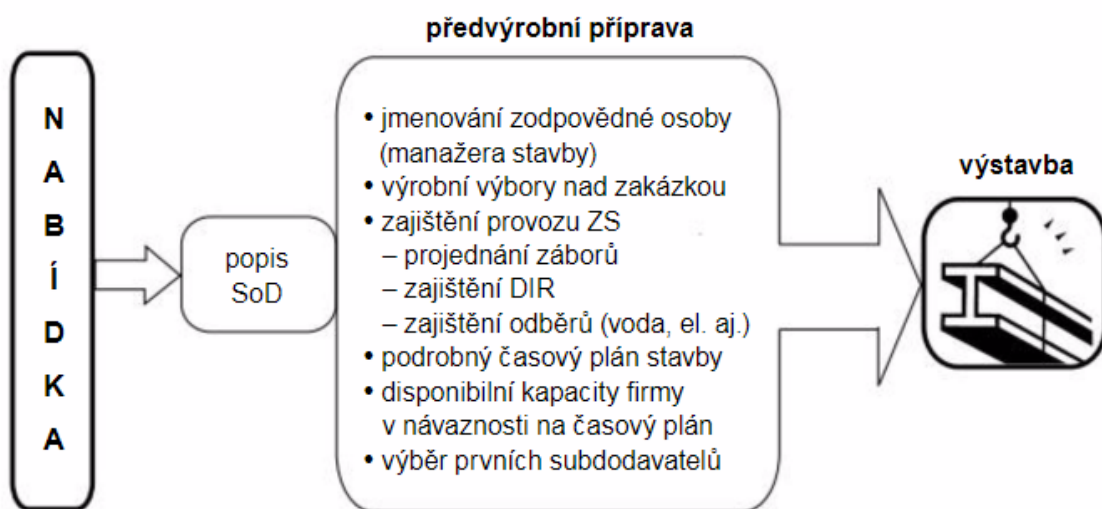 předvýrobní příprava
N
A
B
Í
D
K
A
popis
SoD
• jmenování zodpovědné osoby
(manažera stavby)
• výrobní výbory nad zakázkou
• zajištění provozu ZS
– projednání záborů
– zajištění DIR
– zajištění odběrů (voda, el. aj.)
• podrobný časový plán stavby
• disponibilní kapacity firmy
v návaznosti na časový plán
• výběr prvních subdodavatelů
výstavba